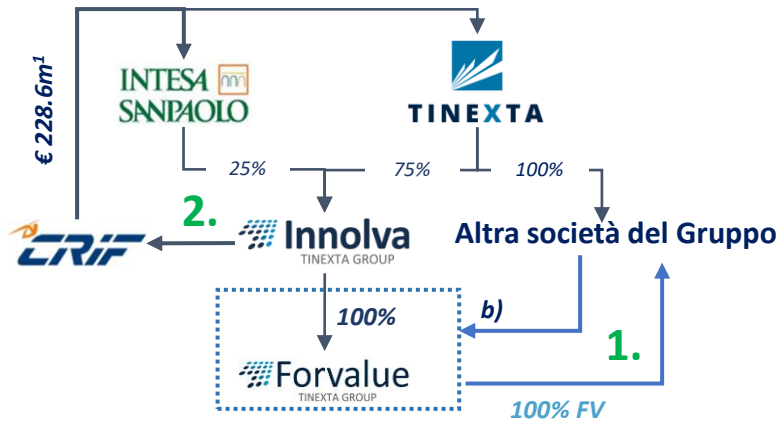 INTESA
SANPAOLO
TINEXTA
€ 228.6m¹
25%
75%
100%
2.
CRIF
Innolva
TINEXTA GROUP
Altra società del Gruppo
100%
b)
1.
Forvalue
TINEXTA GROUP
100% FV